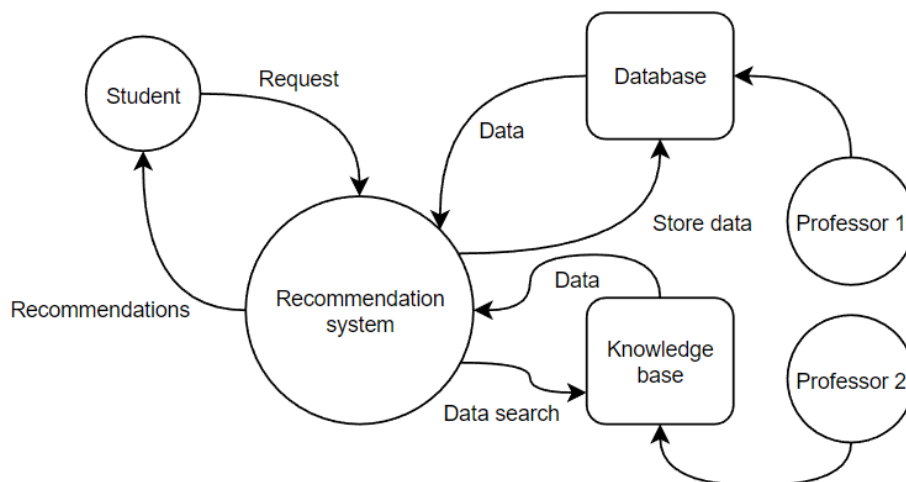 Student
Request
Database
Data
Professor 1
Store data
Recommendations
Recommendation
system
Data
Knowledge
base
Professor 2
Data search